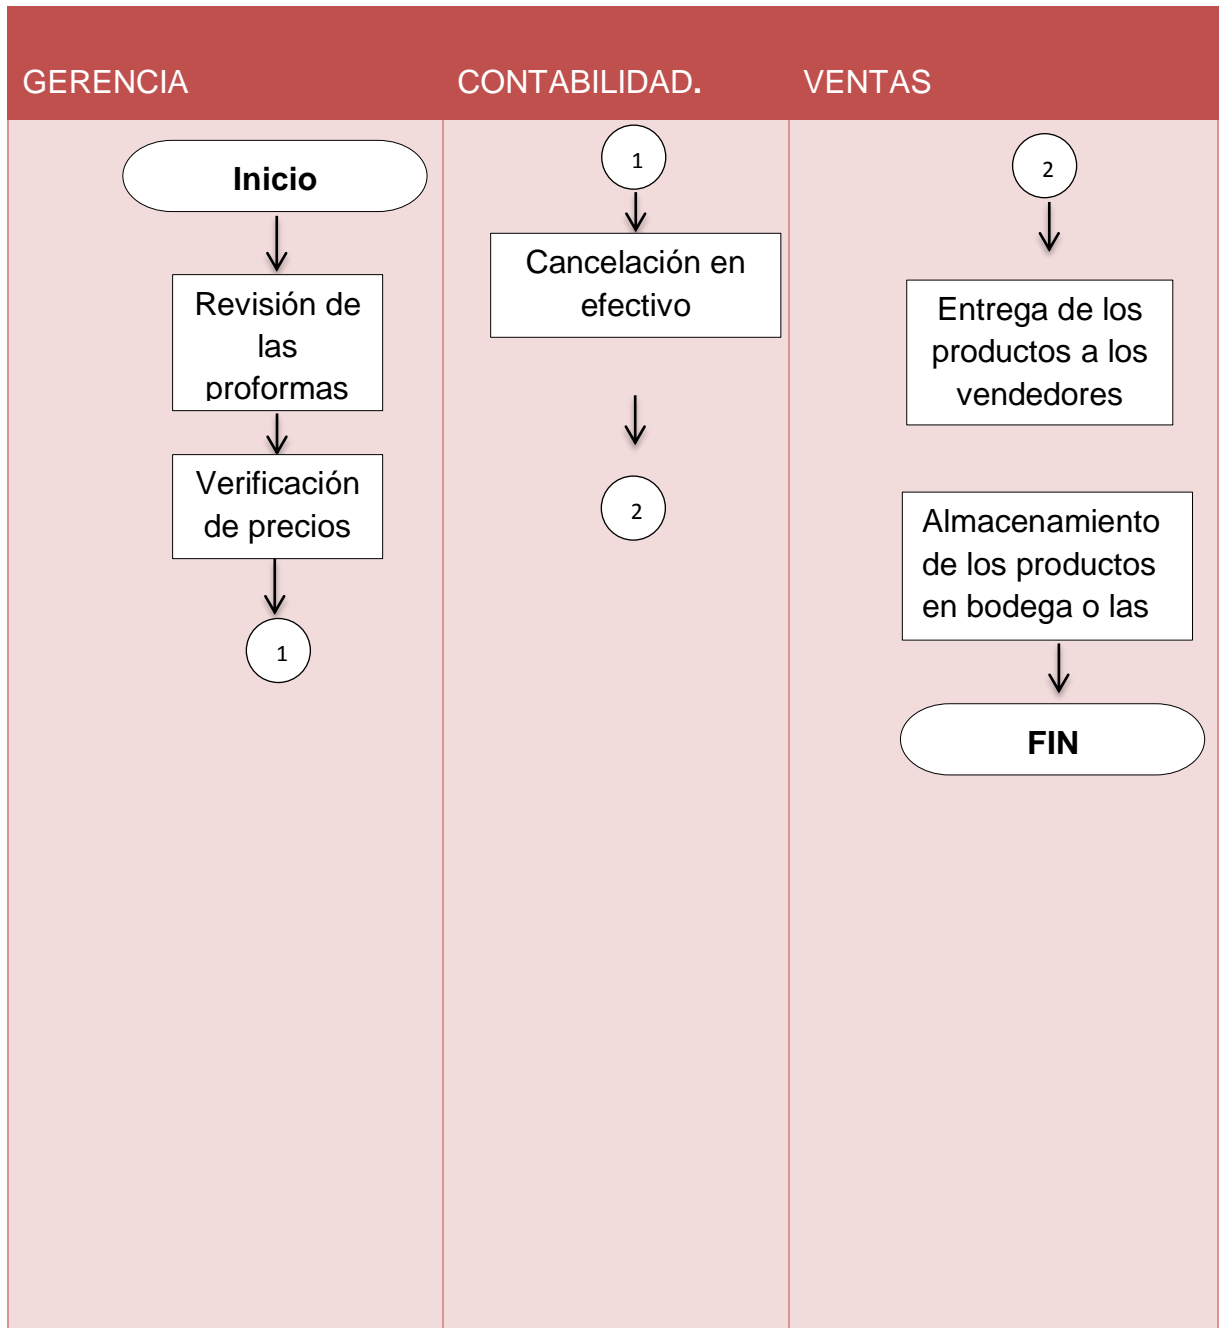 GERENCIA
CONTABILIDAD.
VENTAS
Inicio
Revisión de
las
proformas
Verificación
de precios
1
1
Cancelación en
efectivo
2
2
Entrega de los
productos a los
vendedores
Almacenamiento
de los productos
en bodega o las
FIN